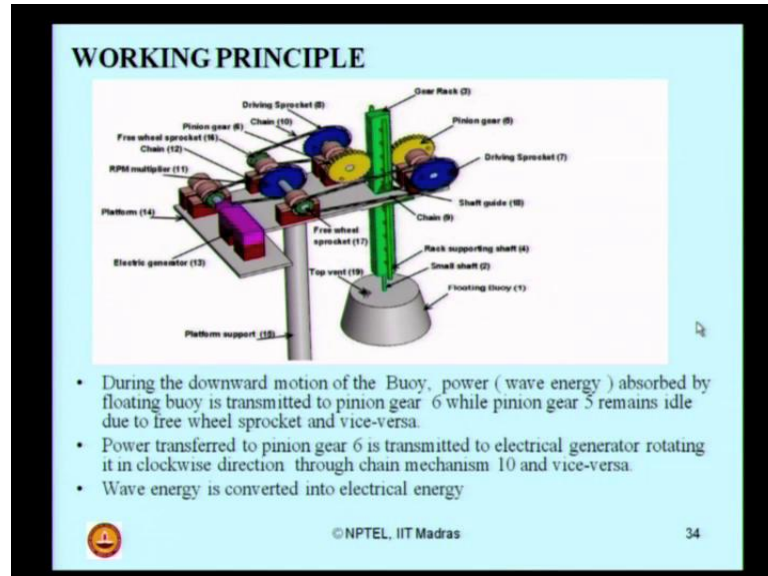 WORKING PRINCIPLE
Gear Rack (3)
Driving Sprocket (8)
Chain (10)
Pinion gear (6)
Pinion gear (5)
Free wheel sprocket (16)
Chain (12)
Driving Sprocket (7)
RPM multiplier (11)
Shaft guide (18)
Platform (14)
Chain (9)
Free wheel
sprocket (17)
Rack supporting shaft (4)
Electric generator (13)
Top vent (19)
Small shaft (2)
Floating Buoy (1)
Platform support (15)
• During the downward motion of the Buoy, power ( wave energy ) absorbed by
floating buoy is transmitted to pinion gear 6 while pinion gear 5 remains idle
due to free wheel sprocket and vice-versa.
• Power transferred to pinion gear 6 is transmitted to electrical generator rotating
it in clockwise direction through chain mechanism 10 and vice-versa.
• Wave energy is converted into electrical energy
©NPTEL, IIT Madras
34